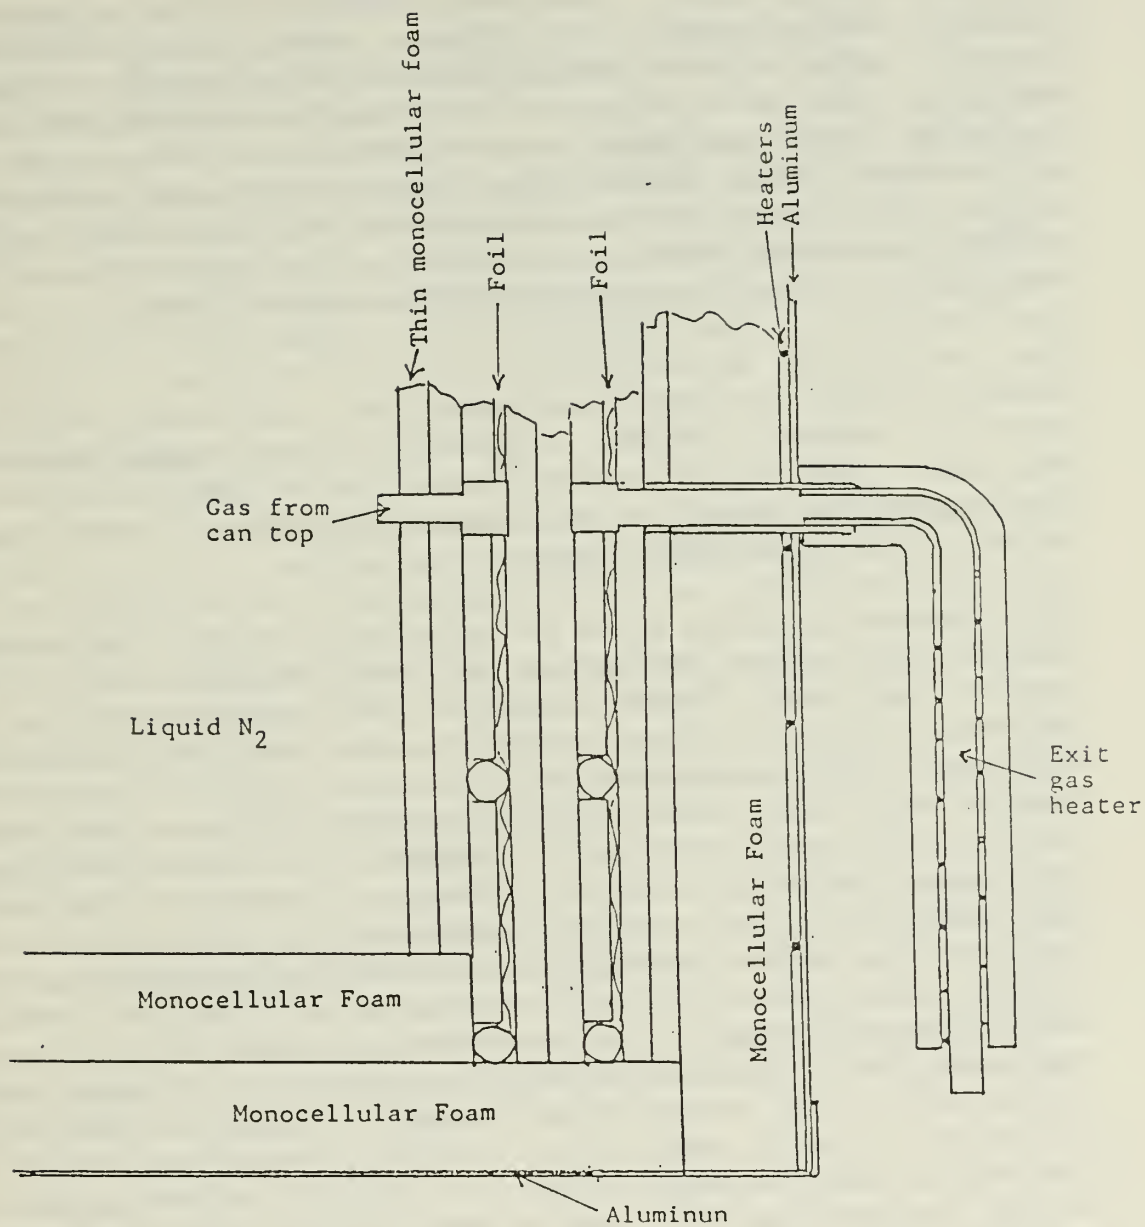 Thin monocellular foam
Foil
Foil
Heaters
Aluminum
Gas from
can top
Liquid N2
Exit
gas
heater
Monocellular Foam
Monocellular Foam
Monocellular Foam
Aluminun